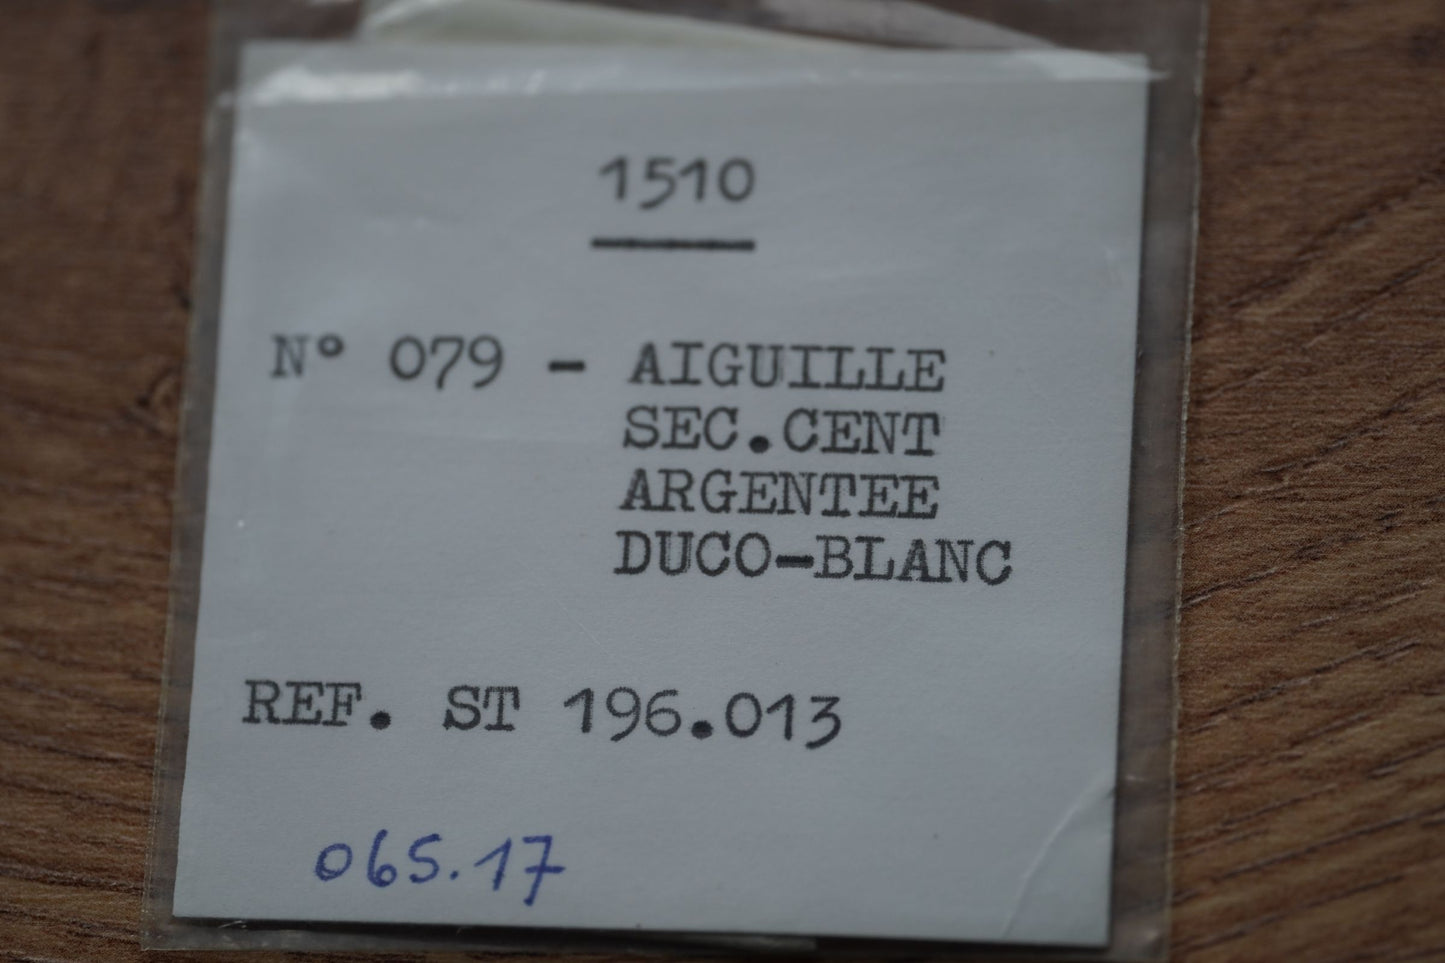 1510
N° 079 - AIGUILLE
SEC.CENT
ARGENTEE
DUCO-BLANC
REF. ST 196.013
065.17